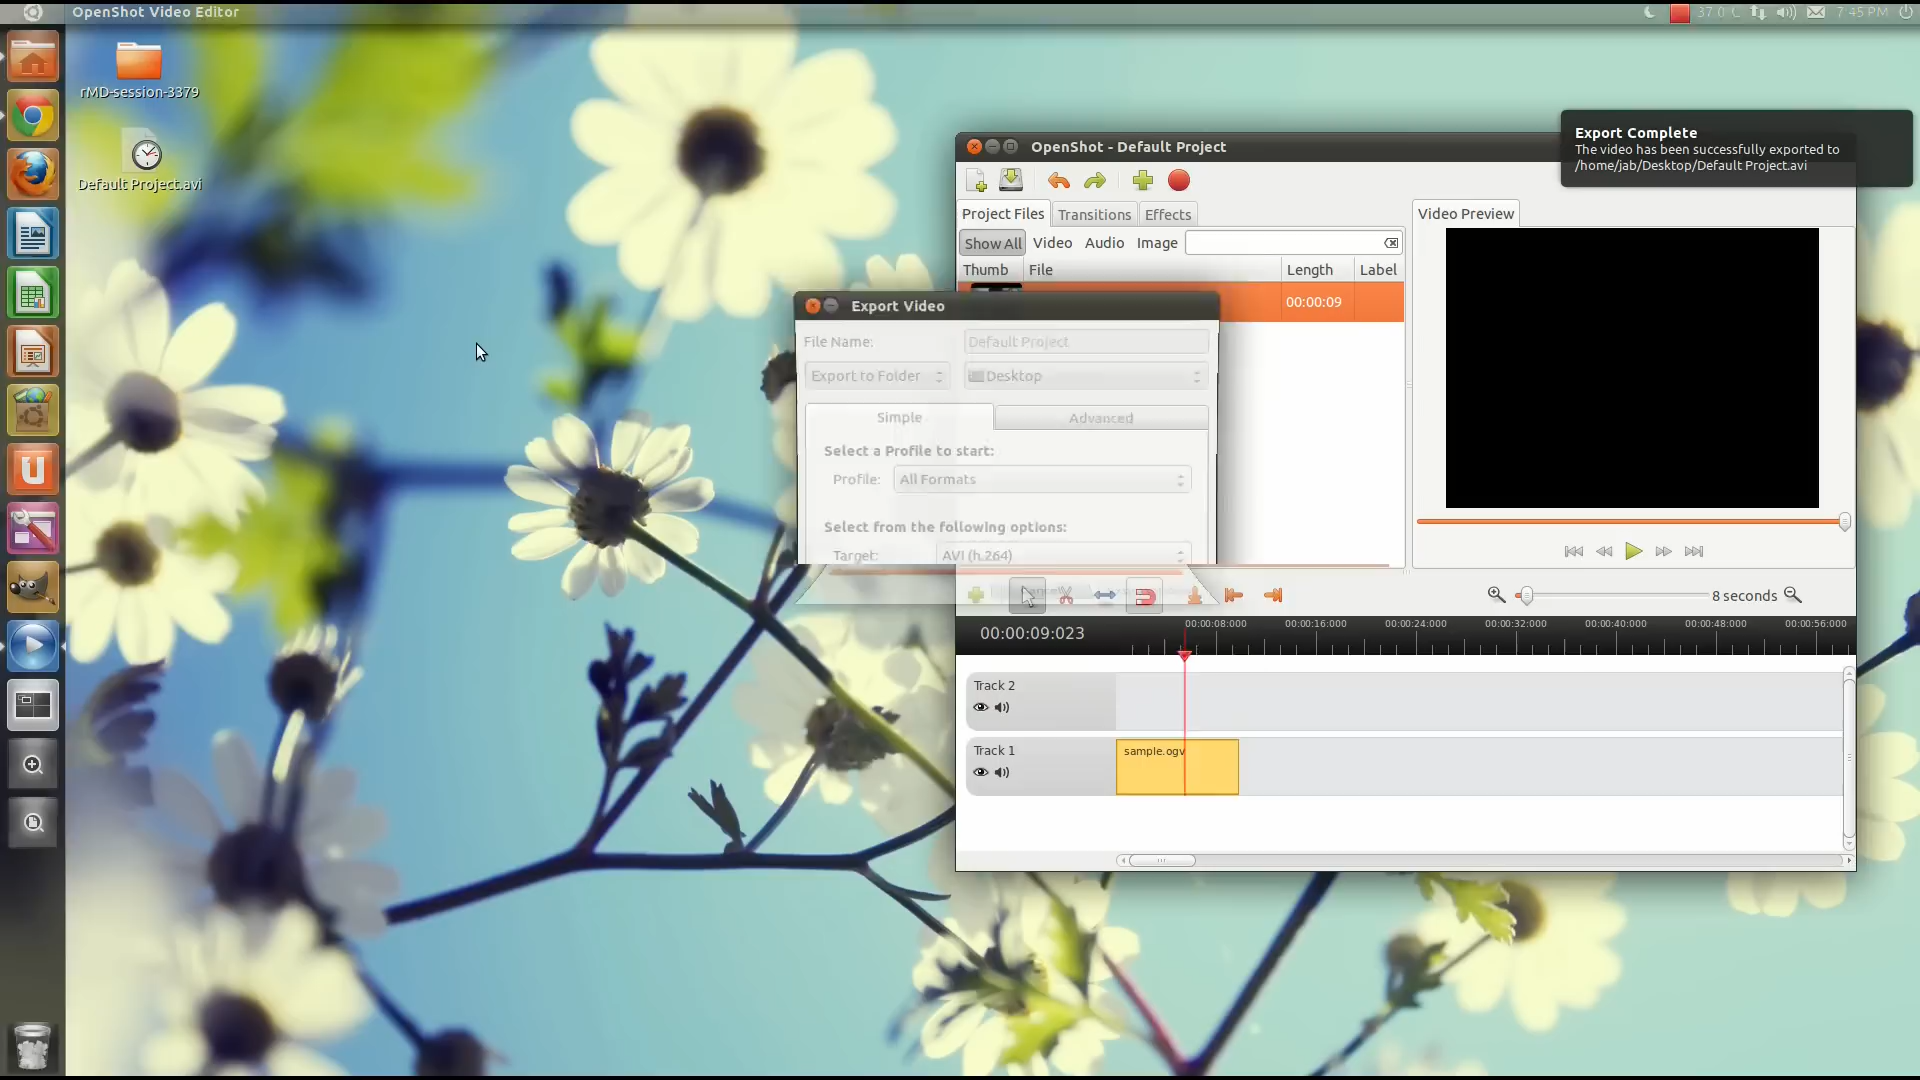 OpenShot Video Editor
37.0°C
7:45 PM
rMD-session-3379
Default Project.avi
Export Complete
The video has been successfully exported to
/home/jab/Desktop/Default Project.avi
OpenShot - Default Project
Project Files
Transitions
Effects
Video Preview
Show All
Video
Audio
Image
Thumb
File
Length
Label
00:00:09
Export Video
File Name:
Default Project
Export to Folder
Desktop
Simple
Advanced
Select a Profile to start:
Profile:
All Formats
Select from the following options:
Target:
AVI (h.264)
8 seconds
00:00:09:023
00:00:08:000
00:00:16:000
00:00:24:000
00:00:32:000
00:00:40:000
00:00:48:000
00:00:56:000
Track 2
Track 1
sample.ogv